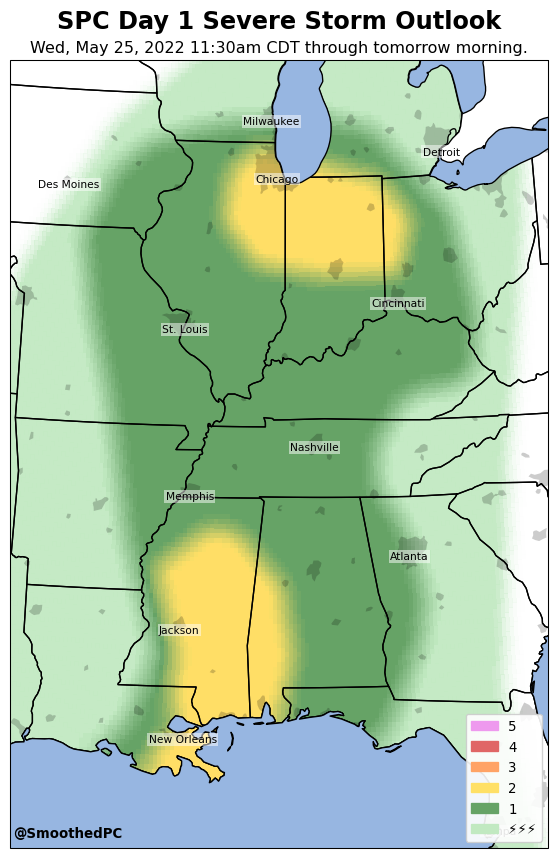 SPC Day 1 Severe Storm Outlook
Wed, May 25, 2022 11:30am CDT through tomorrow morning.
Milwaukee
Detroit
Chicago
Des Moines
Cincinnati
St. Louis
Nashville
Memphis
Atlanta
Jackson
New Orleans
5
4
3
2
1
⚡⚡⚡
@SmoothedPC